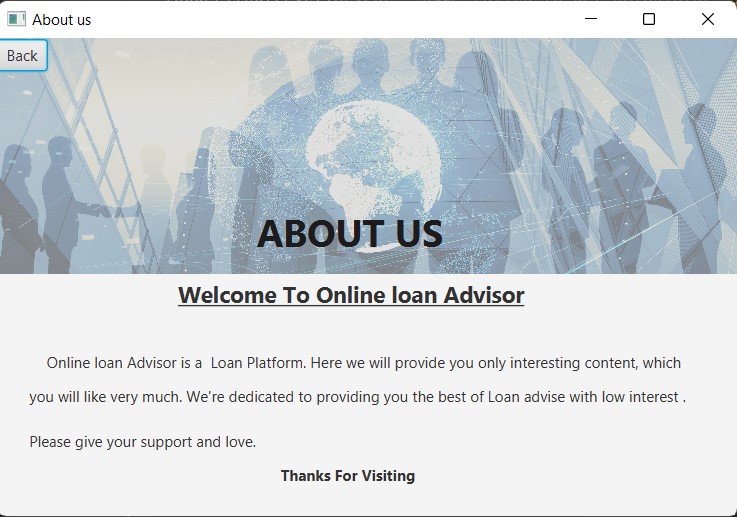 About us
Back
ABOUT US
Welcome To Online loan Advisor
Online loan Advisor is a  Loan Platform. Here we will provide you only interesting content, which
you will like very much. We're dedicated to providing you the best of Loan advise with low interest .
Please give your support and love.
Thanks For Visiting